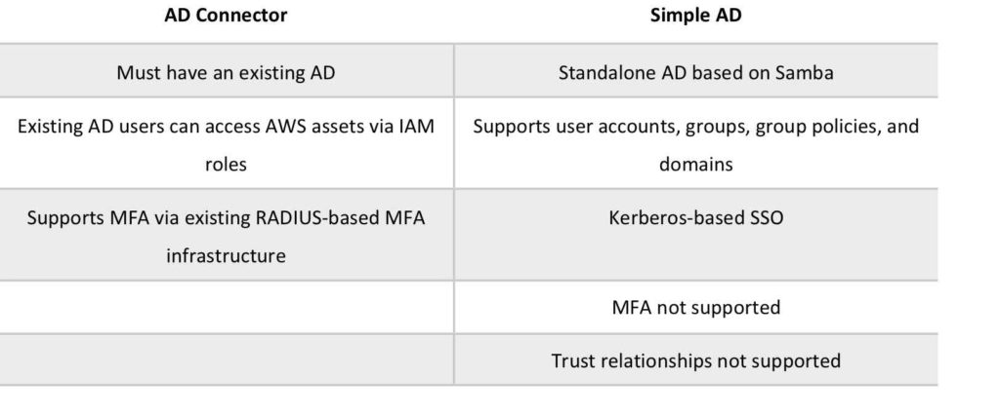 AD Connector
Simple AD
Must have an existing AD
Standalone AD based on Samba
Existing AD users can access AWS assets via IAM
roles
Supports user accounts, groups, group policies, and
domains
Supports MFA via existing RADIUS-based MFA
infrastructure
Kerberos-based SSO
MFA not supported
Trust relationships not supported